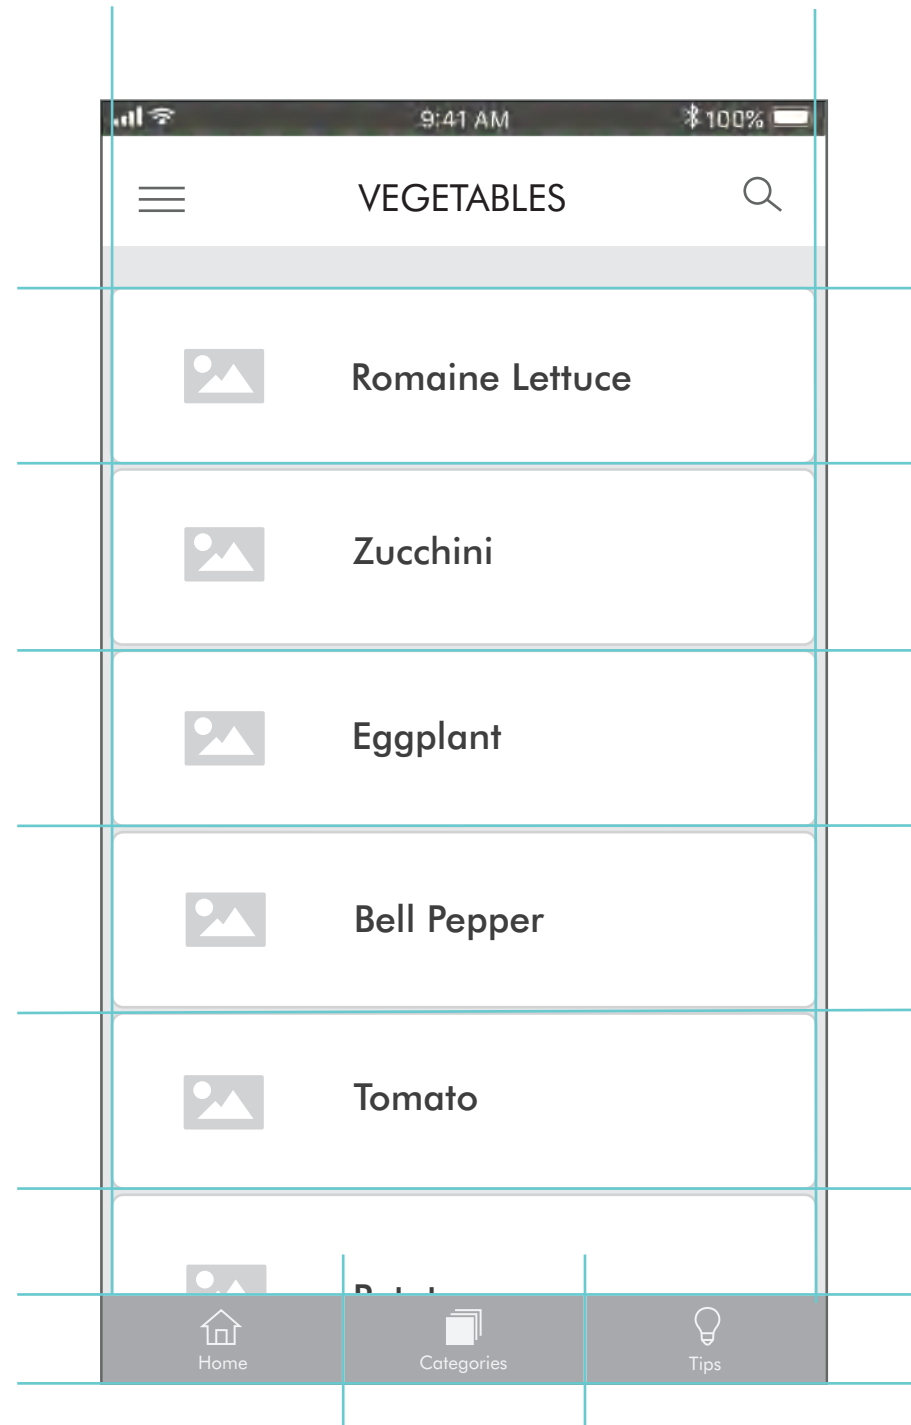 9:41 AM
100%
VEGETABLES
Romaine Lettuce
Zucchini
Eggplant
Bell Pepper
Tomato
Home
Categories
Tips